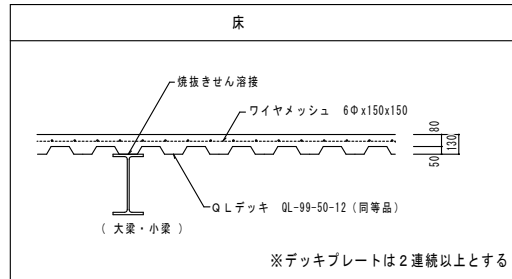 床
焼抜きせん溶接
ワイヤメッシュ 6Φx150x150
80
130
50
QLデッキ QL-99-50-12（同等品）
（ 大梁・小梁 ）
※デッキプレートは2連続以上とする